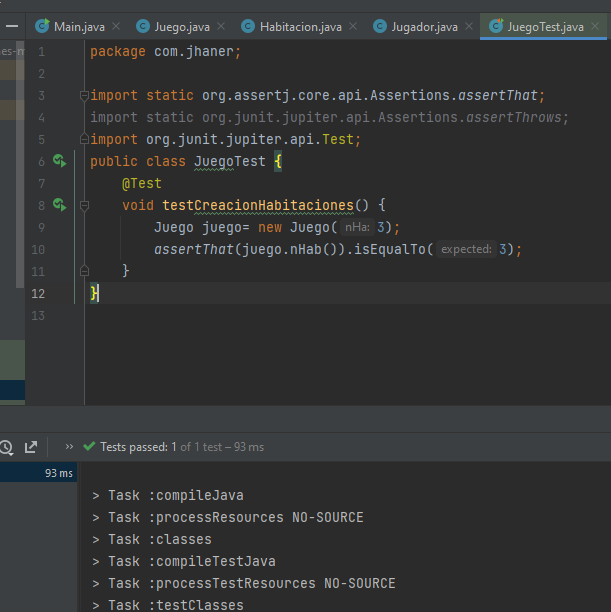 Main.java
Juego.java
Habitacion.java
Jugador.java
JuegoTest.java
es-m
1 package com.jhaner;
2
3 import static org.assertj.core.api.Assertions.assertThat;
4 import static org.junit.jupiter.api.Assertions.assertThrows;
5 import org.junit.jupiter.api.Test;
6 public class JuegoTest {
7 @Test
8 void testCreacionHabitaciones() {
9 Juego juego= new Juego( nHa: 3);
10 assertThat(juego.nHab()).isEqualTo( expected: 3);
11 }
12 }
13
» Tests passed: 1 of 1 test – 93 ms
93 ms
> Task :compileJava
> Task :processResources NO-SOURCE
> Task :classes
> Task :compileTestJava
> Task :processTestResources NO-SOURCE
> Task :testClasses